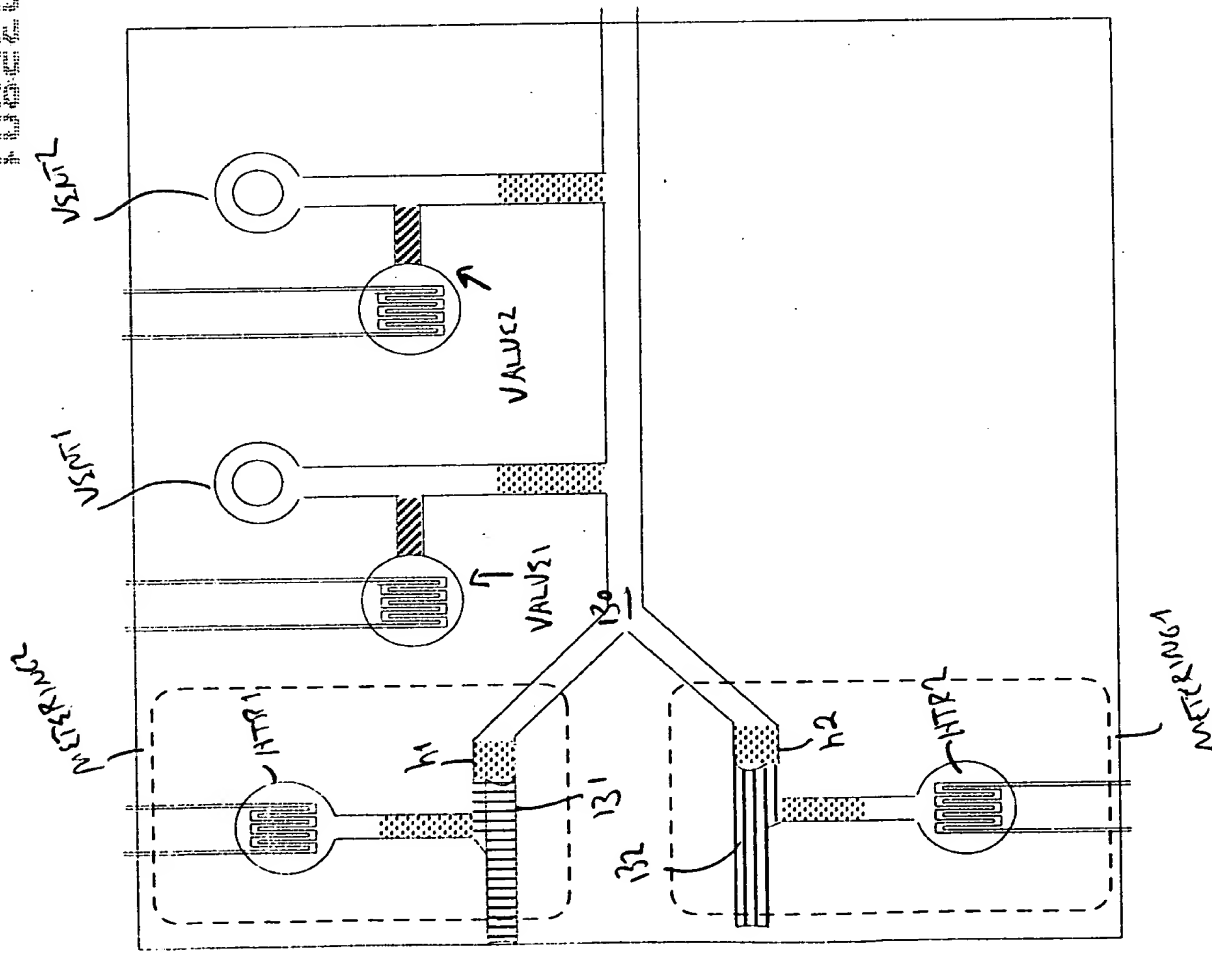 VENT2
VALVE2
VENT1
VALVE1
130
METERING2
HTR1
h1
131
METERING1
HTR2
h2
132